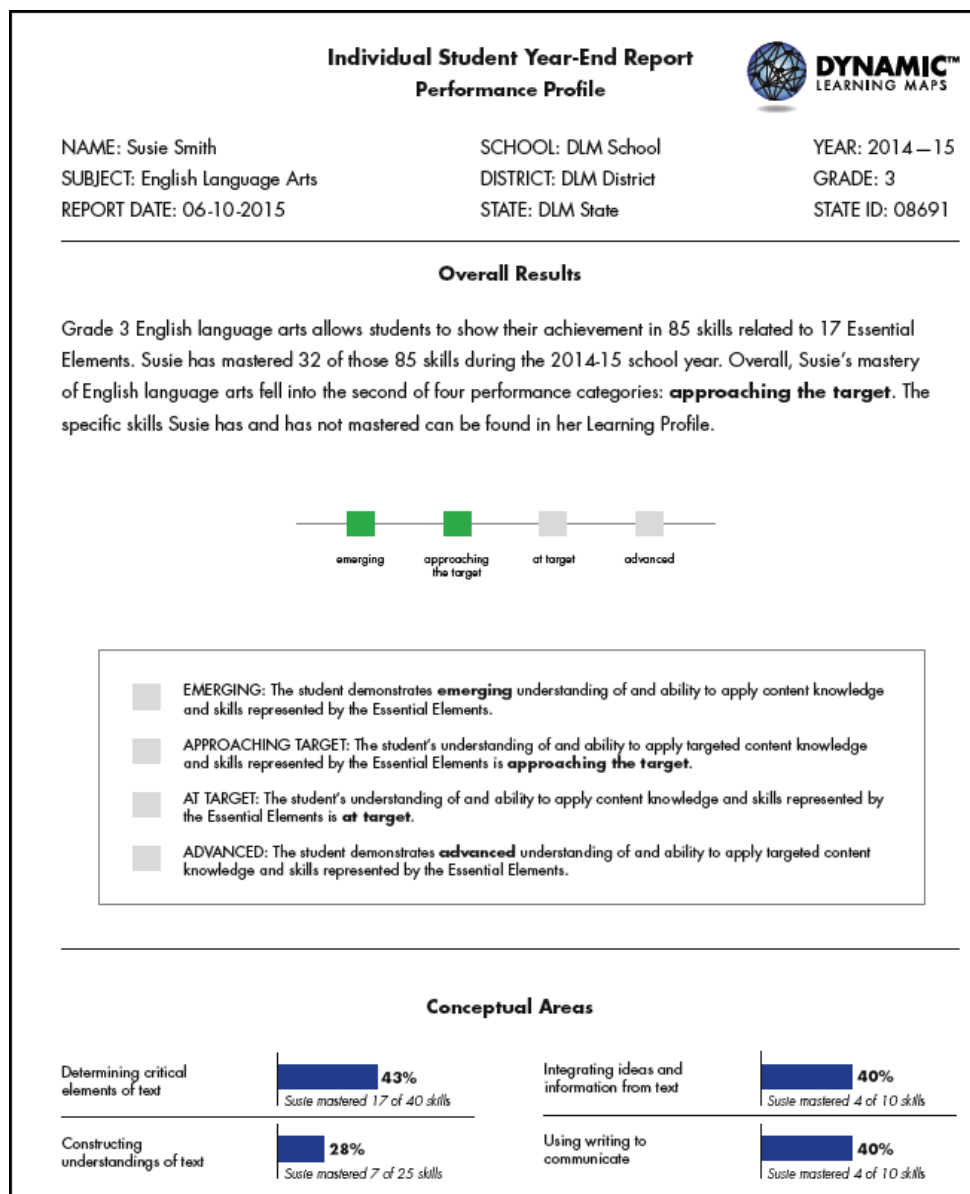 Individual Student Year-End Report
Performance Profile
DYNAMIC™
LEARNING MAPS
NAME: Susie Smith
SCHOOL: DLM School
YEAR: 2014—15
SUBJECT: English Language Arts
DISTRICT: DLM District
GRADE: 3
REPORT DATE: 06-10-2015
STATE: DLM State
STATE ID: 08691
Overall Results
Grade 3 English language arts allows students to show their achievement in 85 skills related to 17 Essential
Elements. Susie has mastered 32 of those 85 skills during the 2014-15 school year. Overall, Susie's mastery
of English language arts fell into the second of four performance categories: approaching the target. The
specific skills Susie has and has not mastered can be found in her Learning Profile.
emerging
approaching
the target
at target
advanced
EMERGING: The student demonstrates emerging understanding of and ability to apply content knowledge
and skills represented by the Essential Elements.
APPROACHING TARGET: The student's understanding of and ability to apply targeted content knowledge
and skills represented by the Essential Elements is approaching the target.
AT TARGET: The student's understanding of and ability to apply content knowledge and skills represented by
the Essential Elements is at target.
ADVANCED: The student demonstrates advanced understanding of and ability to apply targeted content
knowledge and skills represented by the Essential Elements.
Conceptual Areas
Determining critical
elements of text
43%
Susie mastered 17 of 40 skills
Integrating ideas and
information from text
40%
Susie mastered 4 of 10 skills
Constructing
understandings of text
28%
Susie mastered 7 of 25 skills
Using writing to
communicate
40%
Susie mastered 4 of 10 skills